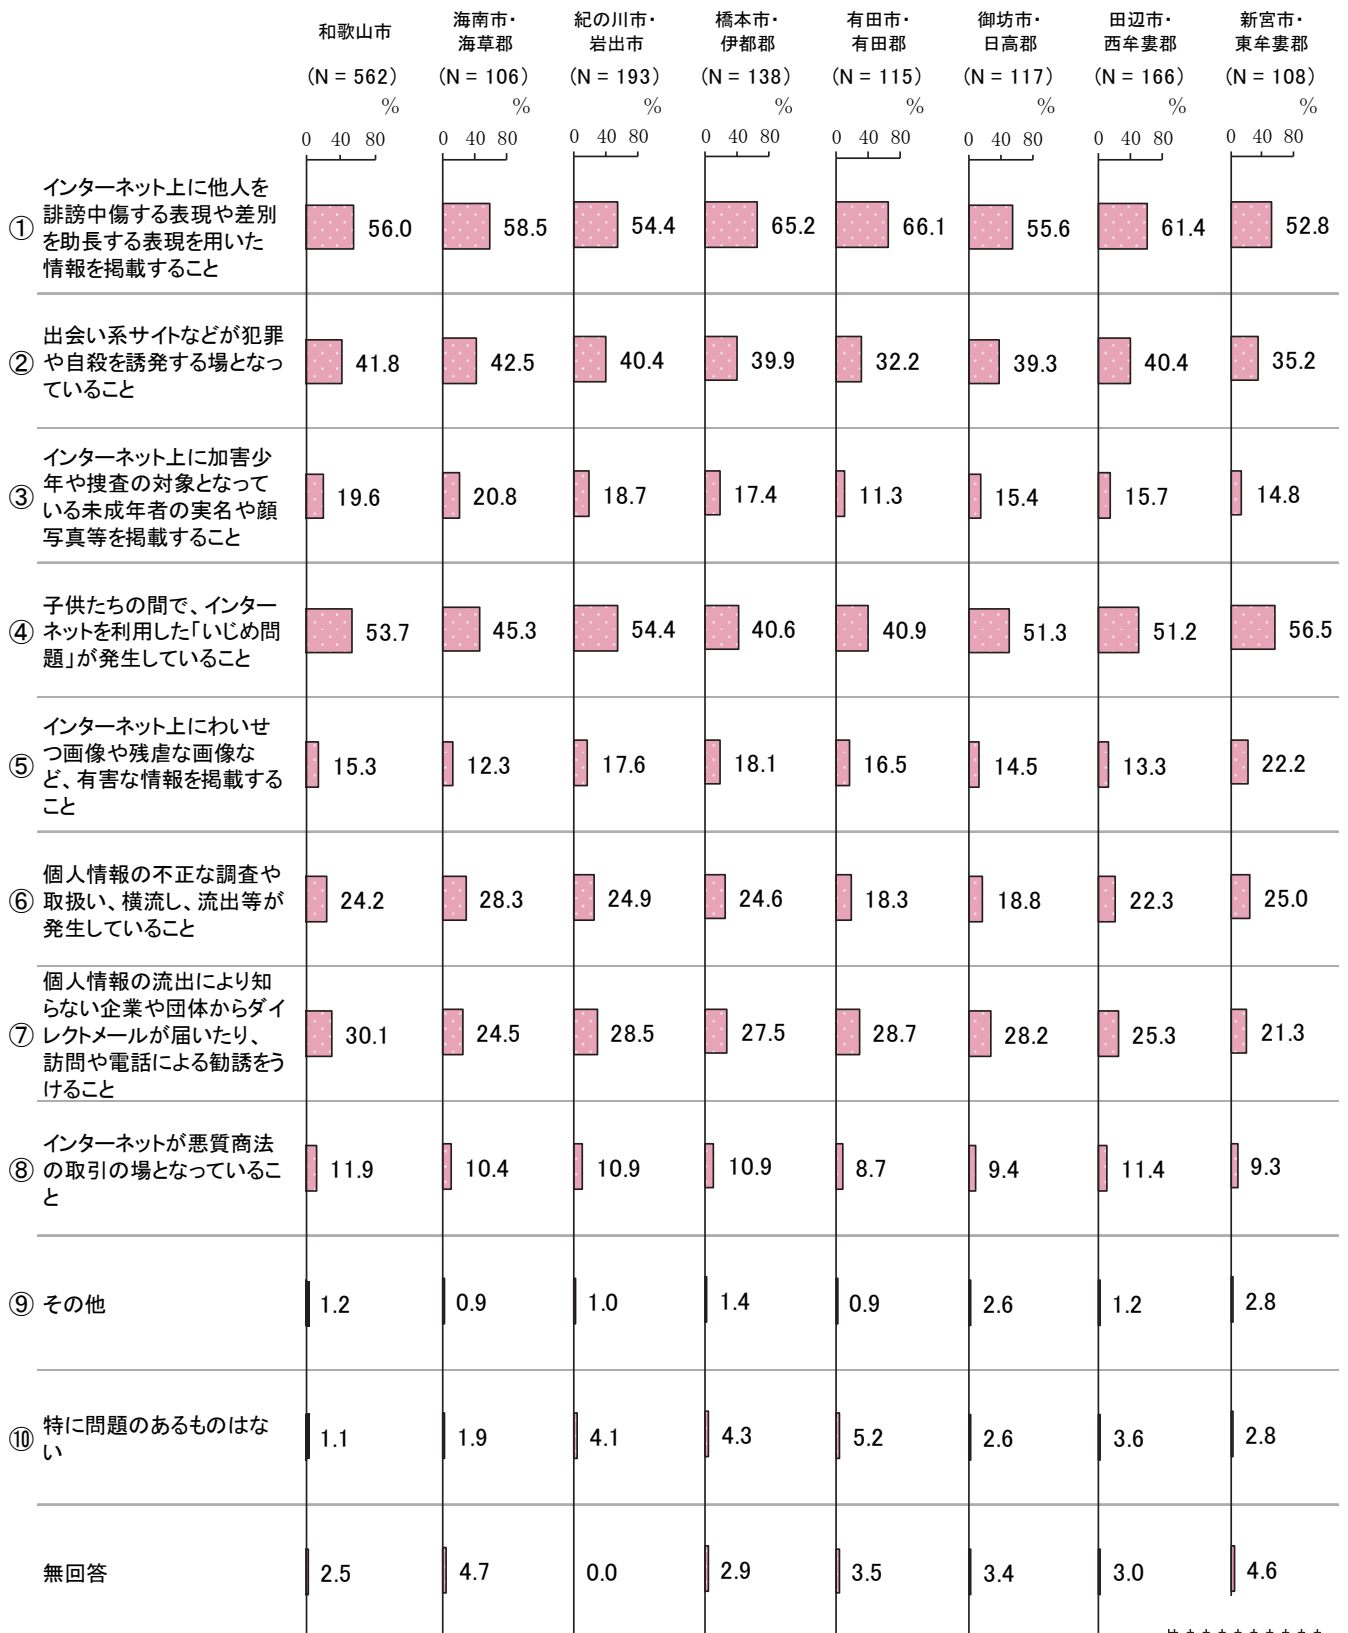 和歌山市
海南市・
海草郡
紀の川市・
岩出市
橋本市・
伊都郡
有田市・
有田郡
御坊市・
日高郡
田辺市・
西牟婁郡
新宮市・
東牟婁郡
(N = 562) (N = 106) (N = 193) (N = 138) (N = 115) (N = 117) (N = 166) (N = 108)
% % % % % % % %
0 40 80 0 40 80 0 40 80 0 40 80 0 40 80 0 40 80 0 40 80 0 40 80
① インターネット上に他人を
誹謗中傷する表現や差別
を助長する表現を用いた
情報を掲載すること
56.0 58.5 54.4 65.2 66.1 55.6 61.4 52.8
② 出会い系サイトなどが犯罪
や自殺を誘発する場となっ
ていること
41.8 42.5 40.4 39.9 32.2 39.3 40.4 35.2
③ インターネット上に加害少
年や捜査の対象となって
いる未成年者の実名や顔
写真等を掲載すること
19.6 20.8 18.7 17.4 11.3 15.4 15.7 14.8
④ 子供たちの間で、インター
ネットを利用した「いじめ問
題」が発生していること
53.7 45.3 54.4 40.6 40.9 51.3 51.2 56.5
⑤ インターネット上にわいせ
つ画像や残虐な画像な
ど、有害な情報を掲載する
こと
15.3 12.3 17.6 18.1 16.5 14.5 13.3 22.2
⑥ 個人情報の不正な調査や
取扱い、横流し、流出等が
発生していること
24.2 28.3 24.9 24.6 18.3 18.8 22.3 25.0
⑦ 個人情報の流出により知
らない企業や団体からダイ
レクトメールが届いたり、
訪問や電話による勧誘をう
けること
30.1 24.5 28.5 27.5 28.7 28.2 25.3 21.3
⑧ インターネットが悪質商法
の取引の場となっているこ
と
11.9 10.4 10.9 10.9 8.7 9.4 11.4 9.3
⑨ その他
1.2 0.9 1.0 1.4 0.9 2.6 1.2 2.8
⑩ 特に問題のあるものはな
い
1.1 1.9 4.1 4.3 5.2 2.6 3.6 2.8
無回答
2.5 4.7 0.0 2.9 3.5 3.4 3.0 4.6